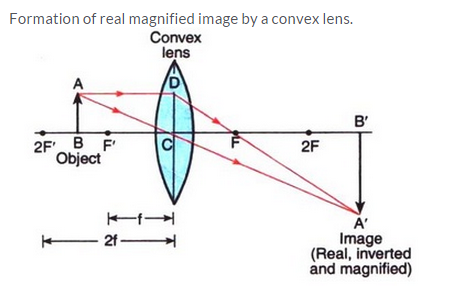 Formation of real magnified image by a convex lens.
Convex
lens
A
D
B'
2F' B F'
C
F
2F
Object
f
2f
A'
Image
(Real, inverted
and magnified)